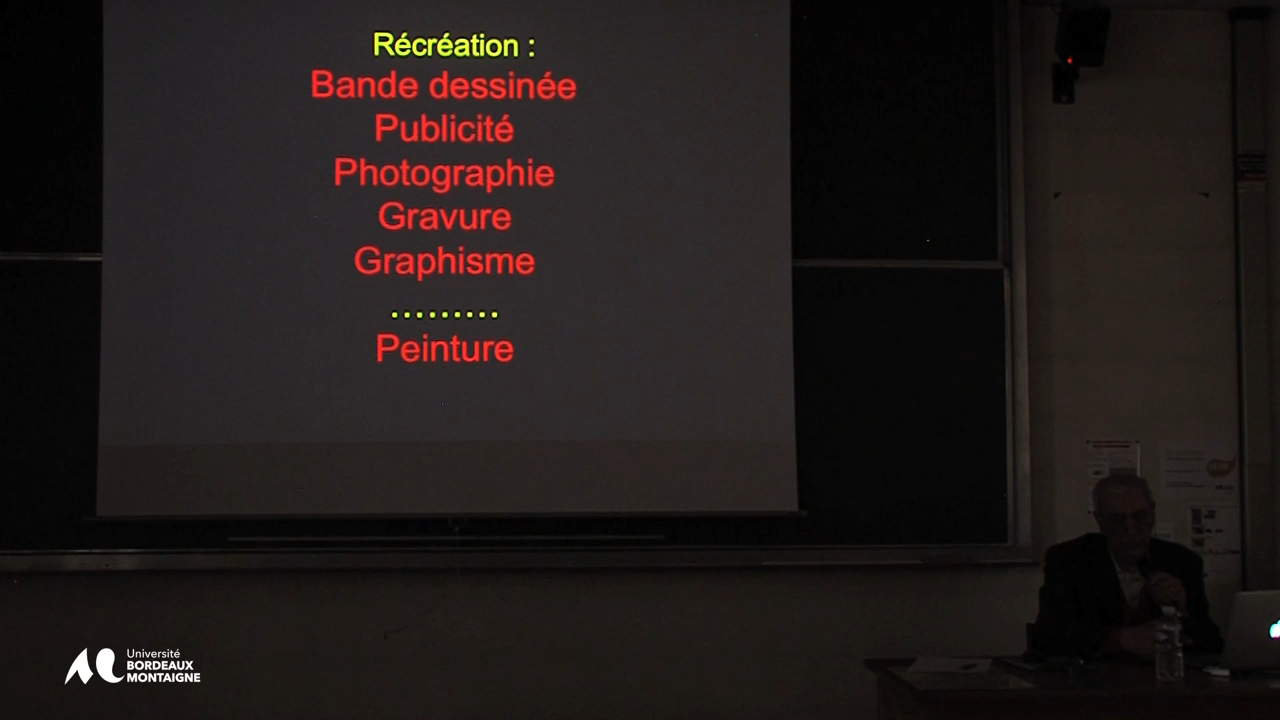 Récréation :
Bande dessinée
Publicité
Photographie
Gravure
Graphisme
.........
Peinture
Université
BORDEAUX
MONTAIGNE